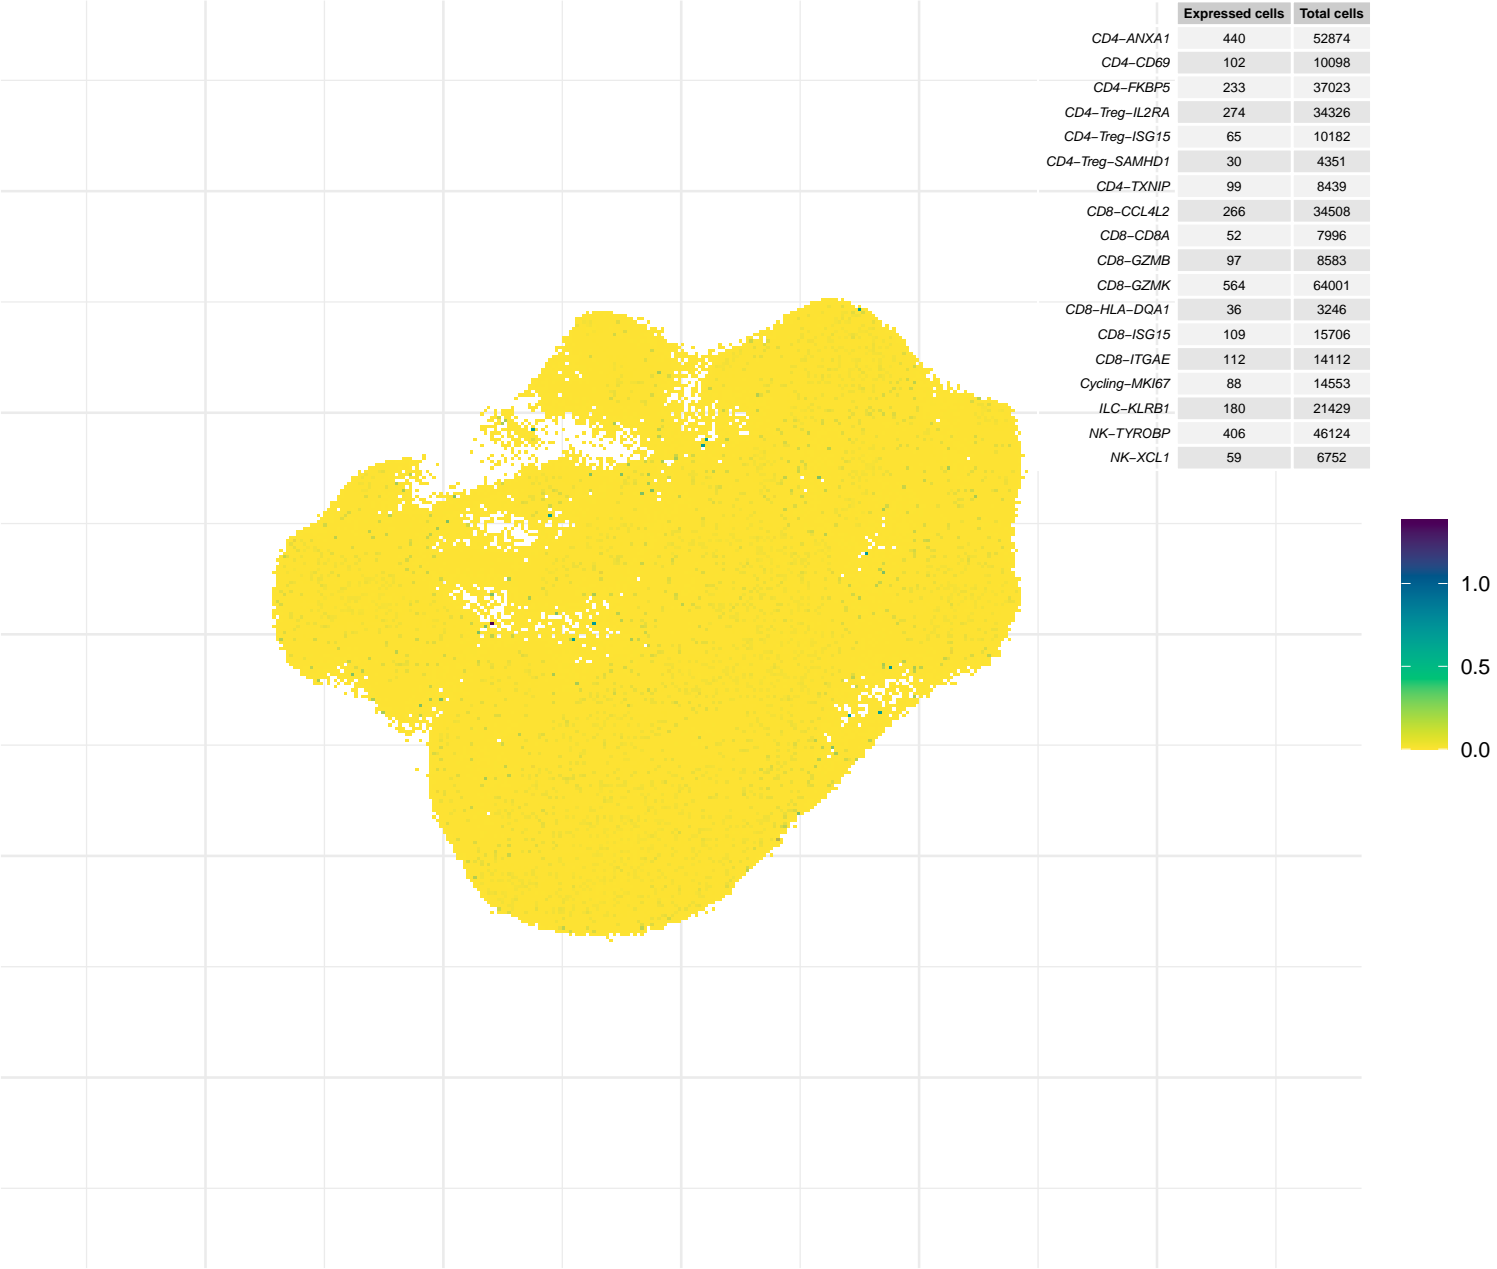 Expressed cells Total cells
CD4−ANXA1 440 52874
CD4−CD69 102 10098
CD4−FKBP5 233 37023
CD4−Treg−IL2RA 274 34326
CD4−Treg−ISG15 65 10182
CD4−Treg−SAMHD1 30 4351
CD4−TXNIP 99 8439
CD8−CCL4L2 266 34508
CD8−CD8A 52 7996
CD8−GZMB 97 8583
CD8−GZMK 564 64001
CD8−HLA−DQA1 36 3246
CD8−ISG15 109 15706
CD8−ITGAE 112 14112
Cycling−MKI67 88 14553
ILC−KLRB1 180 21429
NK−TYROBP 406 46124
NK−XCL1 59 6752
1.0
0.5
0.0